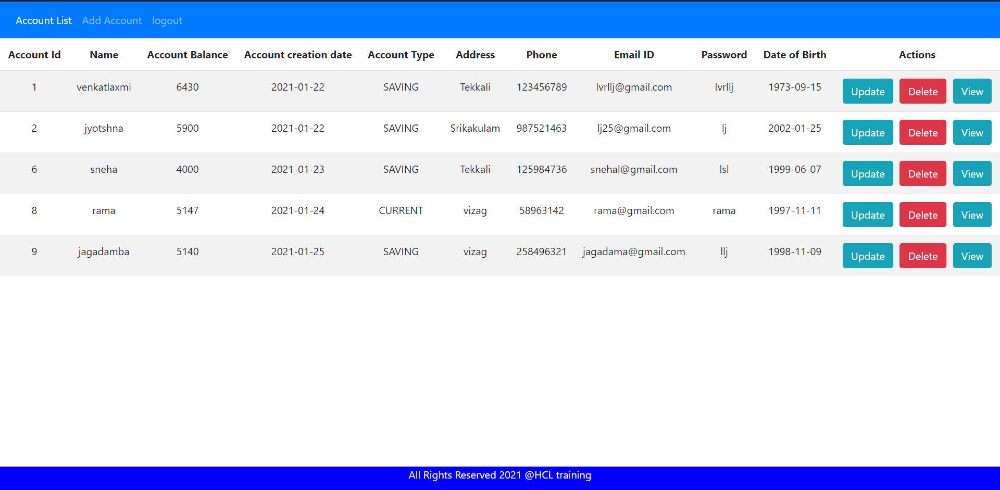 Account List Add Account logout
Account Id Name Account Balance Account creation date Account Type Address Phone Email ID Password Date of Birth Actions
1 venkatlaxmi 6430 2021-01-22 SAVING Tekkali 123456789 lvrllj@gmail.com lvrllj 1973-09-15 Update Delete View
2 jyotshna 5900 2021-01-22 SAVING Srikakulam 987521463 lj25@gmail.com lj 2002-01-25 Update Delete View
6 sneha 4000 2021-01-23 SAVING Tekkali 125984736 snehal@gmail.com lsl 1999-06-07 Update Delete View
8 rama 5147 2021-01-24 CURRENT vizag 58963142 rama@gmail.com rama 1997-11-11 Update Delete View
9 jagadamba 5140 2021-01-25 SAVING vizag 258496321 jagadama@gmail.com llj 1998-11-09 Update Delete View
All Rights Reserved 2021 @HCL training